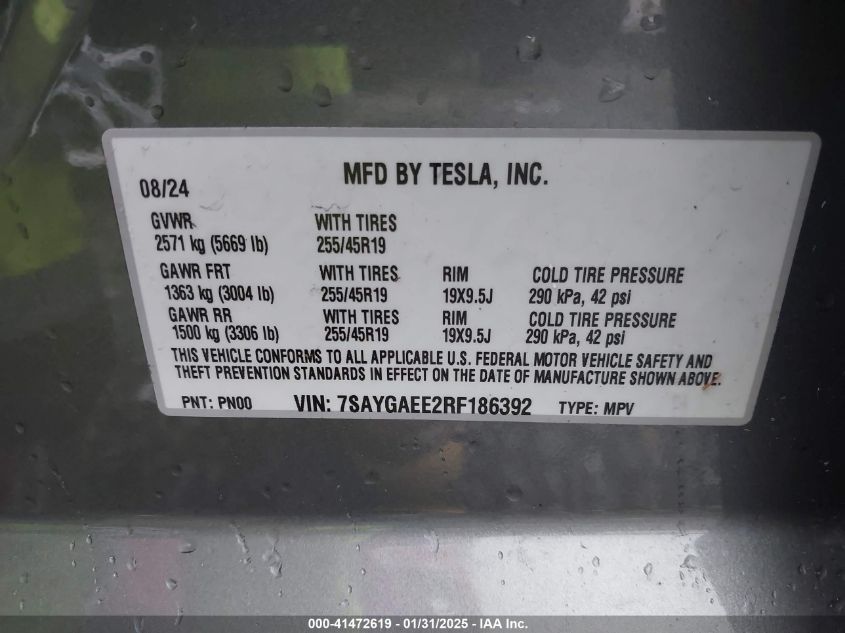 MFD BY TESLA, INC.
08/24
GVWR WITH TIRES
2571 kg (5669 lb) 255/45R19
GAWR FRT WITH TIRES RIM COLD TIRE PRESSURE
1363 kg (3004 lb) 255/45R19 19X9.5J 290 kPa, 42 psi
GAWR RR WITH TIRES RIM COLD TIRE PRESSURE
1500 kg (3306 lb) 255/45R19 19X9.5J 290 kPa, 42 psi
THIS VEHICLE CONFORMS TO ALL APPLICABLE U.S. FEDERAL MOTOR VEHICLE SAFETY AND
THEFT PREVENTION STANDARDS IN EFFECT ON THE DATE OF MANUFACTURE SHOWN ABOVE.
PNT: PN00 VIN: 7SAYGAEE2RF186392 TYPE: MPV
000-41472619 - 01/31/2025 - IAA Inc.